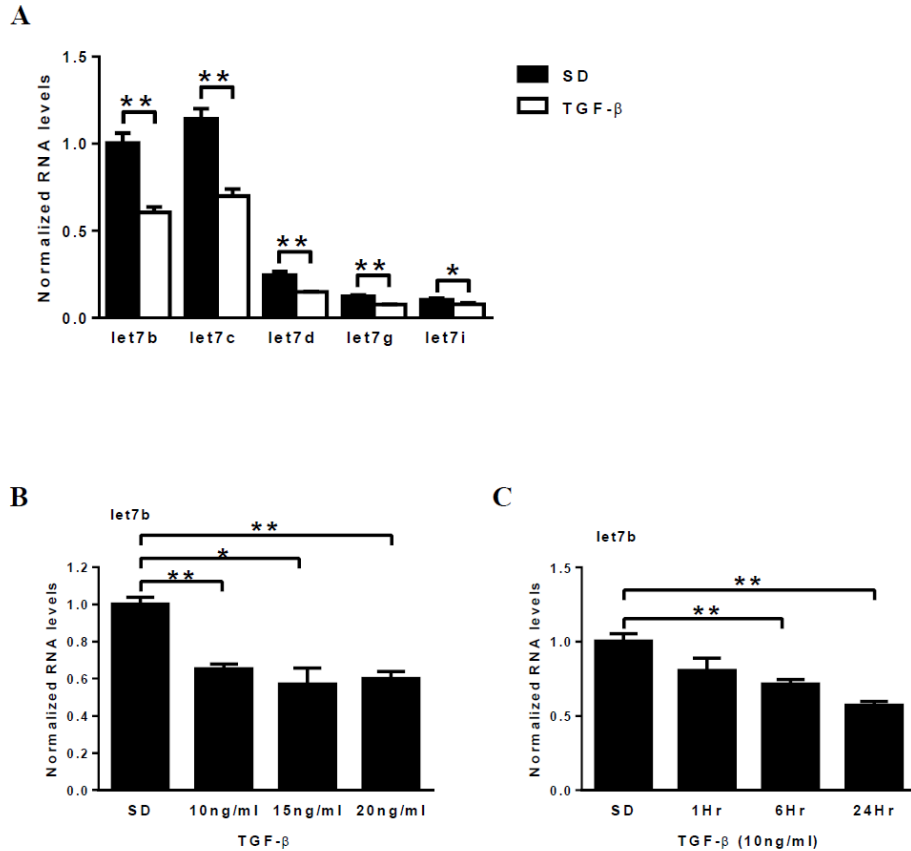 A
1.5
1.0
0.5
0.0
Normalized RNA levels
** ** ** ** *
let7b let7c let7d let7g let7i
SD
TGF-β
B
let7b
**
*
**
1.2
1.0
0.8
0.6
0.4
0.2
0.0
Normalized RNA levels
SD 10ng/ml 15ng/ml 20ng/ml
TGF-β
C
let7b
**
**
1.5
1.0
0.5
0.0
Normalized RNA levels
SD 1Hr 6Hr 24Hr
TGF-β (10ng/ml)